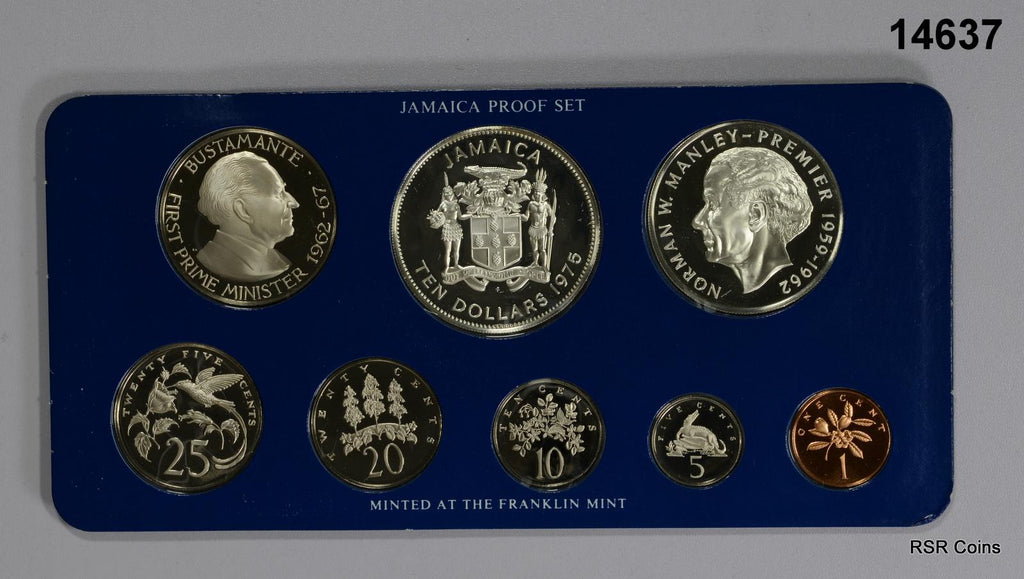 14637
JAMAICA PROOF SET
BUSTAMANTE
FIRST PRIME MINISTER 1962-67
JAMAICA
TEN DOLLARS 1975
NORMAN W. MANLEY-PREMIER 1959-1962
TWENTY FIVE CENTS
25
TWENTY CENTS
20
TEN CENTS
10
FIVE CENTS
5
ONE CENT
1
MINTED AT THE FRANKLIN MINT
RSR Coins